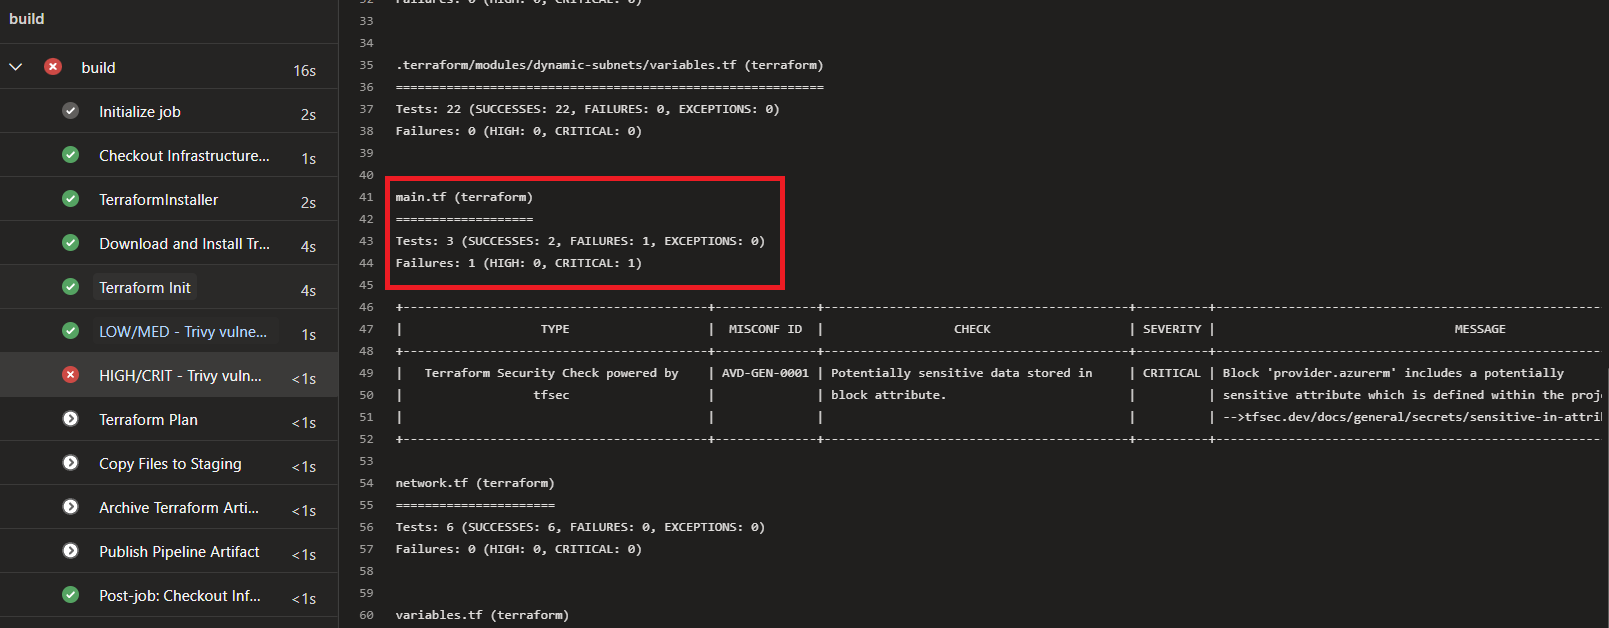 build
build 16s
Initialize job 2s
Checkout Infrastructure... 1s
TerraformInstaller 2s
Download and Install Tr... 4s
Terraform Init 4s
LOW/MED - Trivy vulne... 1s
HIGH/CRIT - Trivy vuln... <1s
Terraform Plan <1s
Copy Files to Staging <1s
Archive Terraform Arti... <1s
Publish Pipeline Artifact <1s
Post-job: Checkout Inf... <1s
32 Failures: 0 (HIGH: 0, CRITICAL: 0)
33
34
35 .terraform/modules/dynamic-subnets/variables.tf (terraform)
36 ===========================================================
37 Tests: 22 (SUCCESSES: 22, FAILURES: 0, EXCEPTIONS: 0)
38 Failures: 0 (HIGH: 0, CRITICAL: 0)
39
40
41 main.tf (terraform)
42 ===================
43 Tests: 3 (SUCCESSES: 2, FAILURES: 1, EXCEPTIONS: 0)
44 Failures: 1 (HIGH: 0, CRITICAL: 1)
45
46 +------------------------------------------+--------------+------------------------------------------+----------+------------------------------------------------------
47 | TYPE | MISCONF ID | CHECK | SEVERITY | MESSAGE
48 +------------------------------------------+--------------+------------------------------------------+----------+------------------------------------------------------
49 | Terraform Security Check powered by | AVD-GEN-0001 | Potentially sensitive data stored in | CRITICAL | Block 'provider.azurerm' includes a potentially
50 | tfsec | | block attribute. | | sensitive attribute which is defined within the proj
51 | | | | | -->tfsec.dev/docs/general/secrets/sensitive-in-attri
52 +------------------------------------------+--------------+------------------------------------------+----------+------------------------------------------------------
53
54 network.tf (terraform)
55 ======================
56 Tests: 6 (SUCCESSES: 6, FAILURES: 0, EXCEPTIONS: 0)
57 Failures: 0 (HIGH: 0, CRITICAL: 0)
58
59
60 variables.tf (terraform)